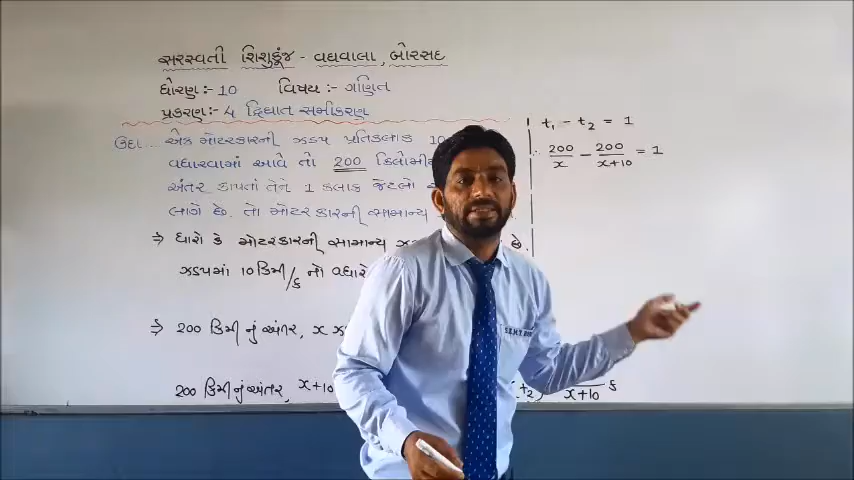 સરસ્વતી શિશુકુંજ - વઘવાલા, બોરસદ
ધોરણ :- 10 વિષય :- ગણિત
પ્રકરણ :- 4 દ્વિઘાત સમીકરણ
ઉદા... એક મોટરકારની ઝડપ પ્રતિકલાક 10
વધારવામાં આવે તો 200 કિલોમી
અંતર કાપતાં તેને 1 કલાક જેટલો
લાગે છે. તો મોટરકારની સામાન્ય
⇒ ધારો કે મોટરકારની સામાન્ય છે.
ઝડપમાં 10 કિમી/ક નો વધારો
⇒ 200 કિમીનું અંતર, x
200 કિમીનું અંતર, x+10 t₂) x+10 ક
t₁ - t₂ = 1
∴ 200/x - 200/x+10 = 1